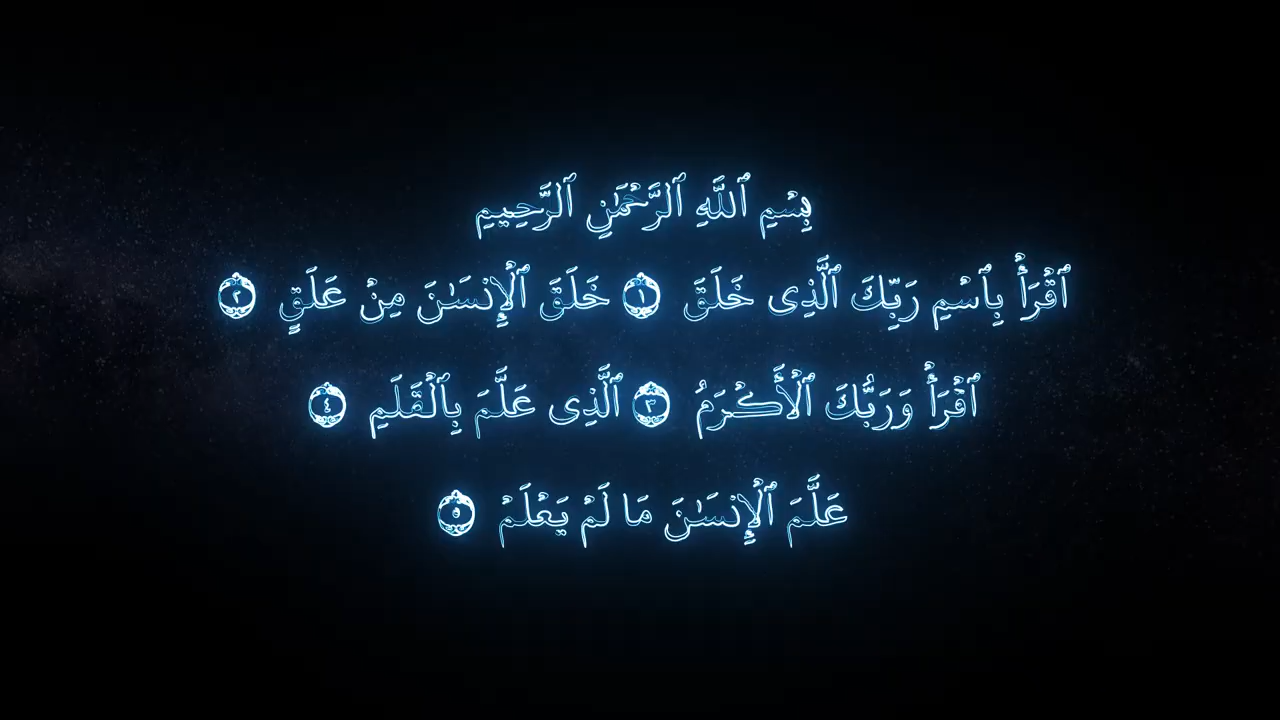 بِسْمِ ٱللَّهِ ٱلرَّحْمَٰنِ ٱلرَّحِيمِ
ٱقْرَأْ بِٱسْمِ رَبِّكَ ٱلَّذِى خَلَقَ ١ خَلَقَ ٱلْإِنسَٰنَ مِنْ عَلَقٍ ٢
ٱقْرَأْ وَرَبُّكَ ٱلْأَكْرَمُ ٣ ٱلَّذِى عَلَّمَ بِٱلْقَلَمِ ٤
عَلَّمَ ٱلْإِنسَٰنَ مَا لَمْ يَعْلَمْ ٥